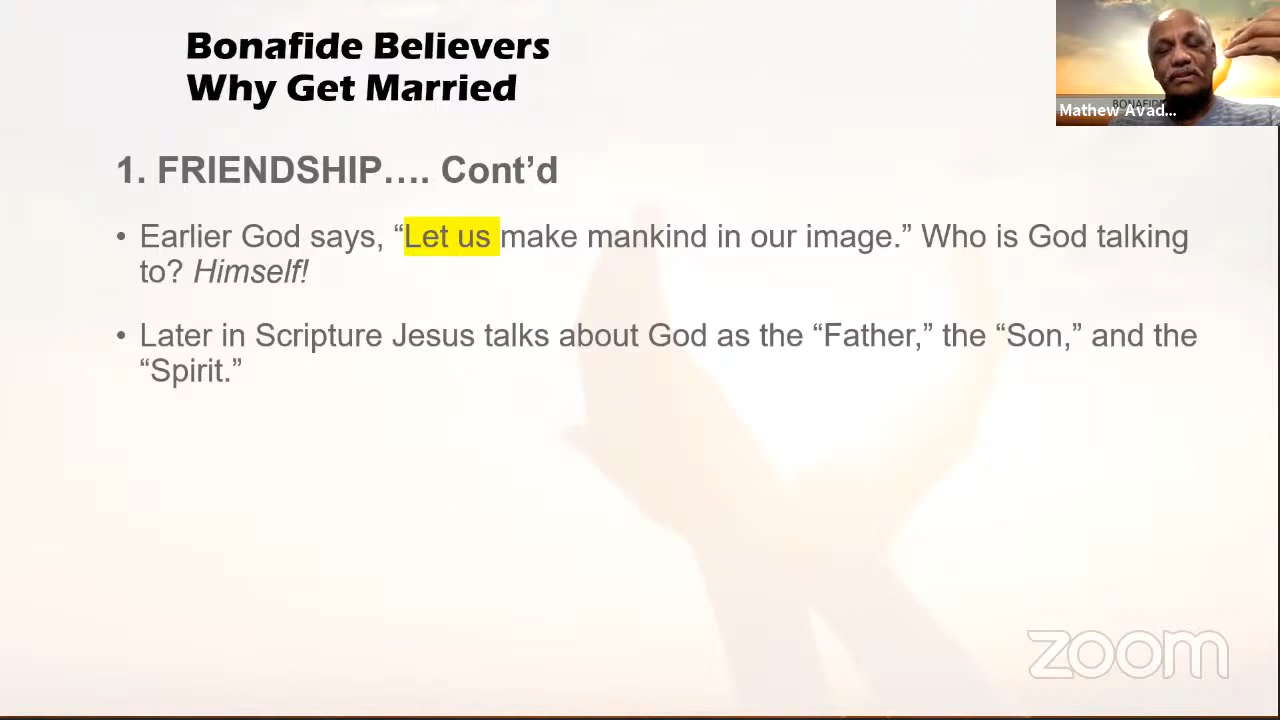 Bonafide Believers
Why Get Married
BONAFID
Mathew Avad...
1. FRIENDSHIP…. Cont’d
• Earlier God says, “Let us make mankind in our image.” Who is God talking
to? Himself!
• Later in Scripture Jesus talks about God as the “Father,” the “Son,” and the
“Spirit.”
zoom